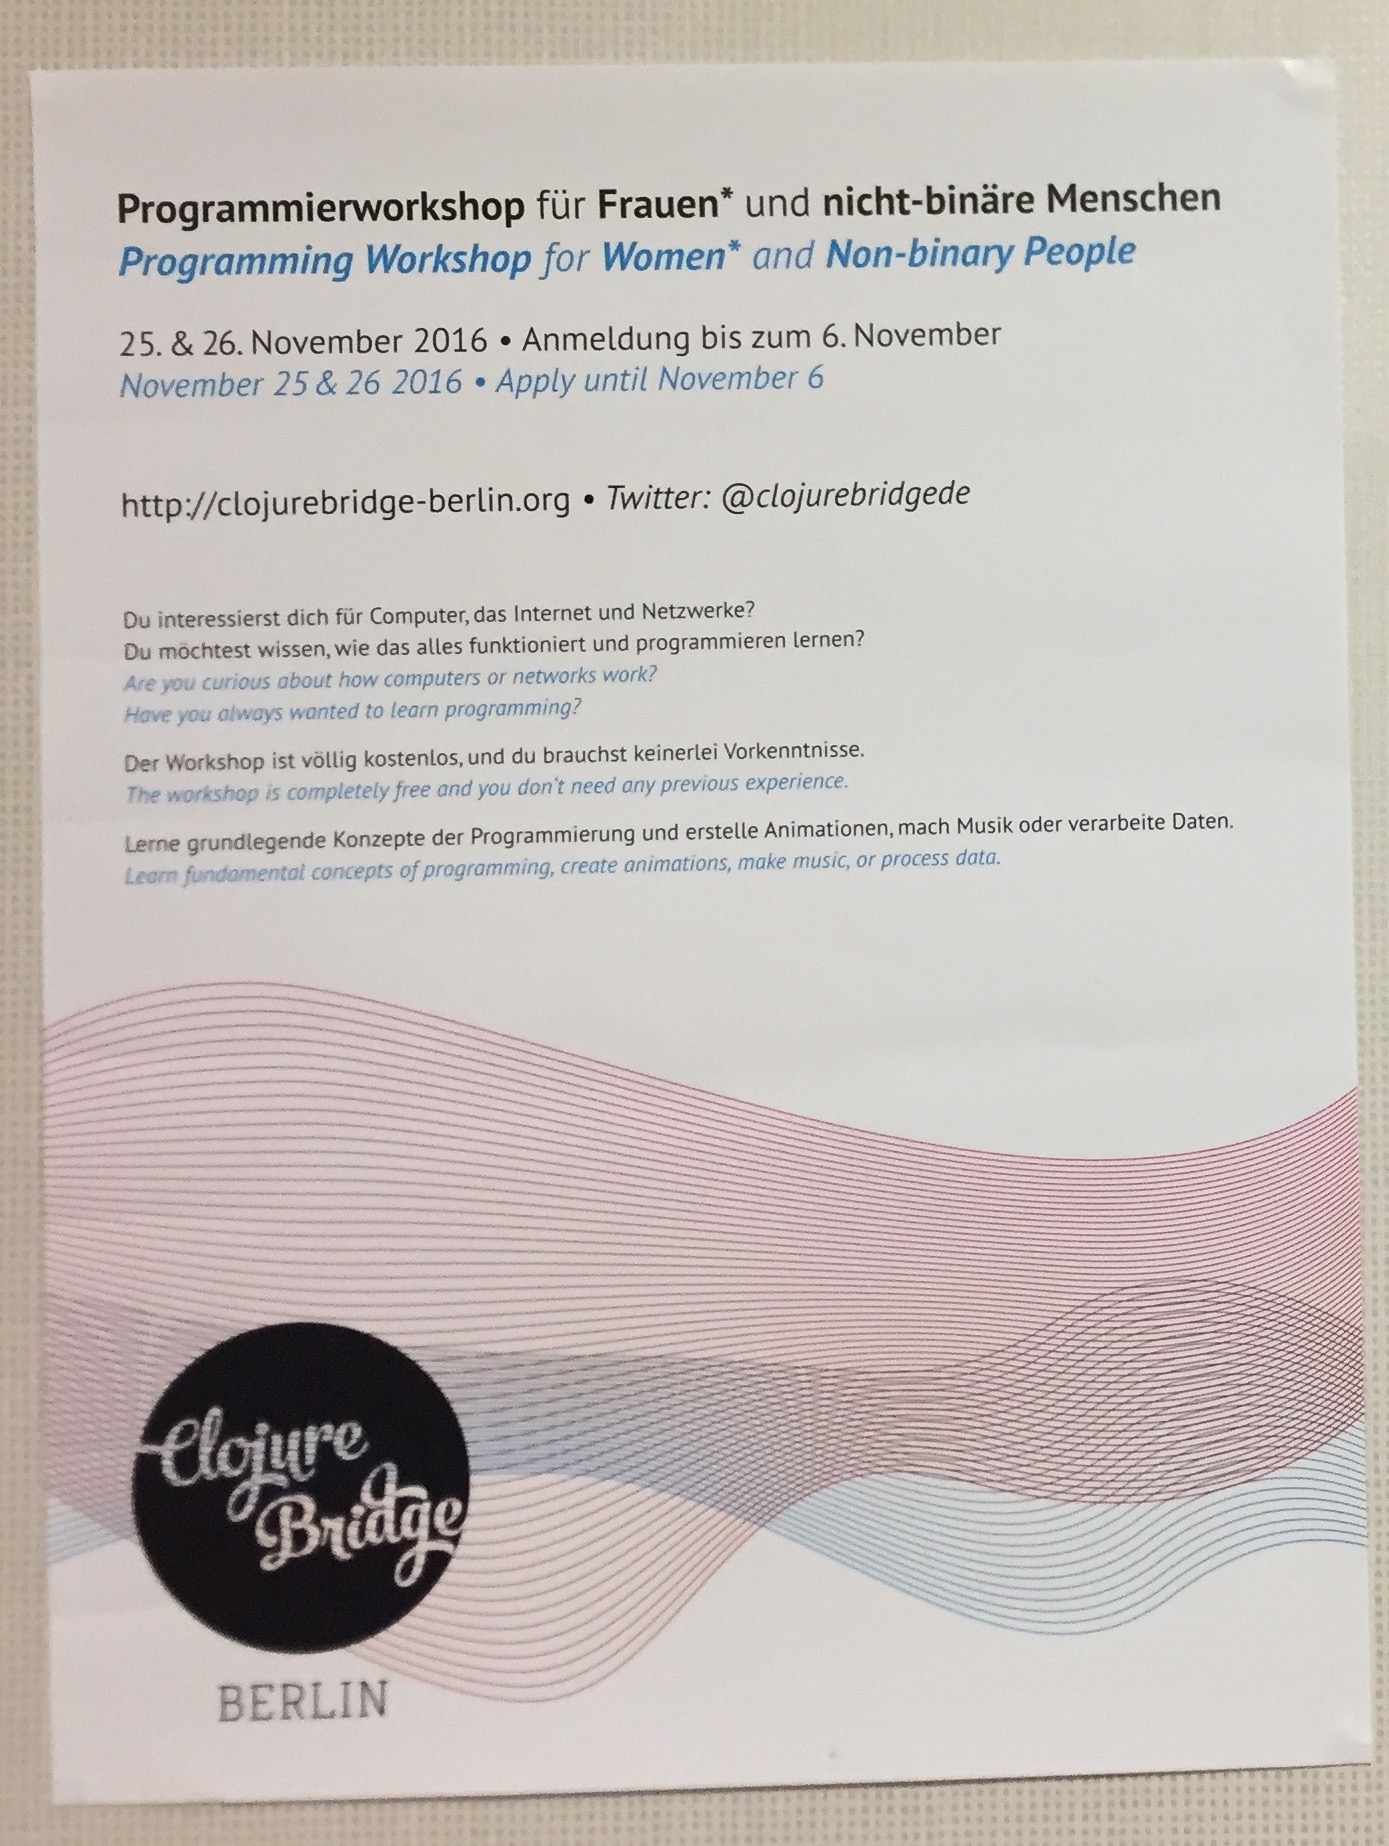 Programmierworkshop für Frauen* und nicht-binäre Menschen
Programming Workshop for Women* and Non-binary People
25. & 26. November 2016 • Anmeldung bis zum 6. November
November 25 & 26 2016 • Apply until November 6
http://clojurebridge-berlin.org • Twitter: @clojurebridgede
Du interessierst dich für Computer, das Internet und Netzwerke?
Du möchtest wissen, wie das alles funktioniert und programmieren lernen?
Are you curious about how computers or networks work?
Have you always wanted to learn programming?
Der Workshop ist völlig kostenlos, und du brauchst keinerlei Vorkenntnisse.
The workshop is completely free and you don't need any previous experience.
Lerne grundlegende Konzepte der Programmierung und erstelle Animationen, mach Musik oder verarbeite Daten.
Learn fundamental concepts of programming, create animations, make music, or process data.
Clojure
Bridge
BERLIN